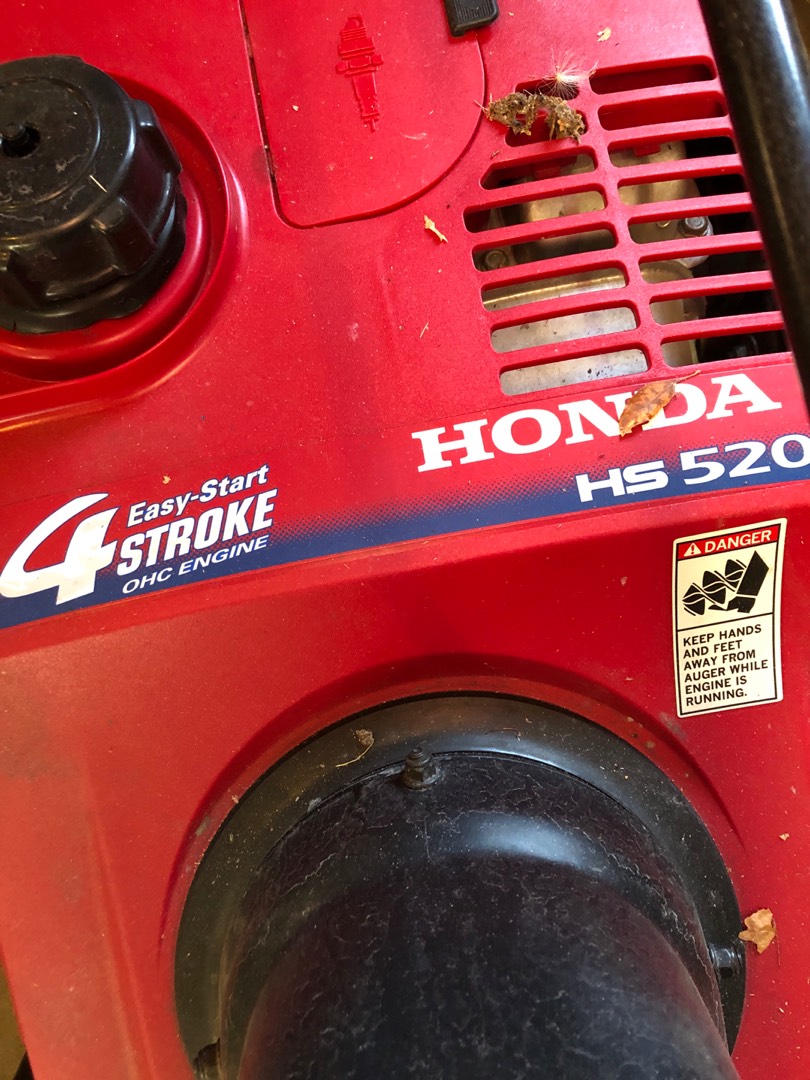 HONDA
HS 520
4 Easy-Start
STROKE
OHC ENGINE
DANGER
KEEP HANDS
AND FEET
AWAY FROM
AUGER WHILE
ENGINE IS
RUNNING.